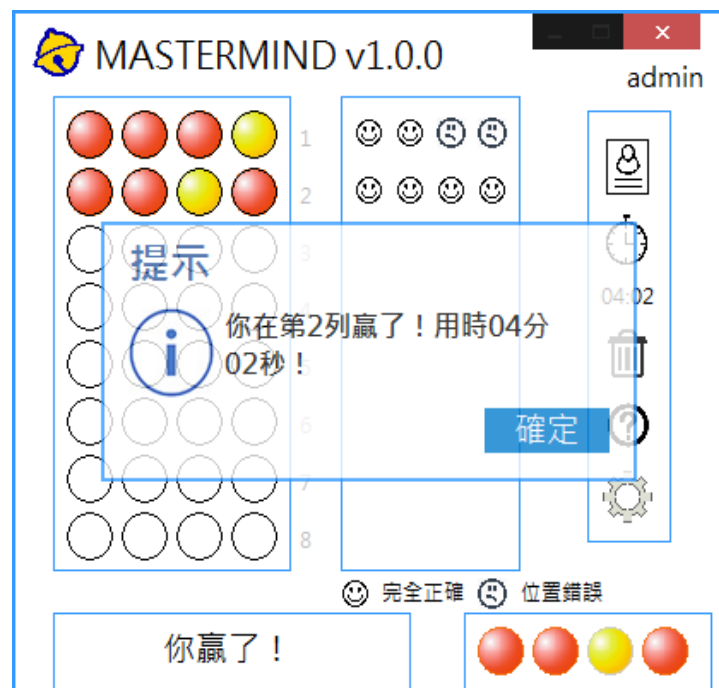 MASTERMIND v1.0.0
admin
1
2
3
提示
04:02
你在第2列贏了！用時04分
02秒！
6
確定
7
8
完全正確 位置錯誤
你贏了！